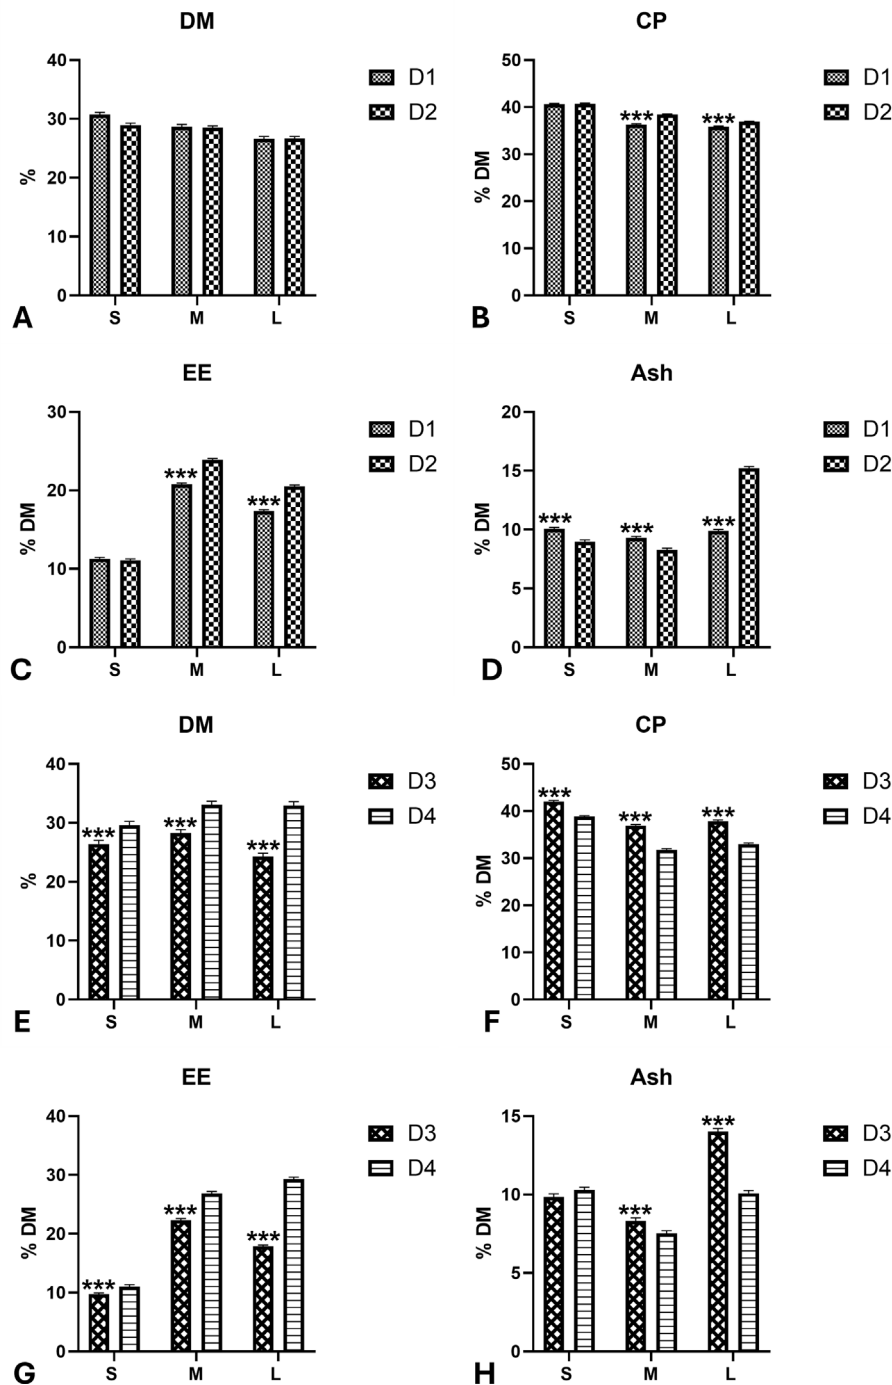 DM
40
30
20
10
0
%
S M L
D1
D2
A
CP
50
40
30
20
10
0
% DM
*** ***
S M L
D1
D2
B
EE
30
20
10
0
% DM
*** ***
S M L
D1
D2
C
Ash
20
15
10
5
0
% DM
*** *** ***
S M L
D1
D2
D
DM
40
30
20
10
0
%
*** *** ***
S M L
D3
D4
E
CP
50
40
30
20
10
0
% DM
*** *** ***
S M L
D3
D4
F
EE
40
30
20
10
0
% DM
*** *** ***
S M L
D3
D4
G
Ash
15
10
5
0
% DM
*** ***
S M L
D3
D4
H